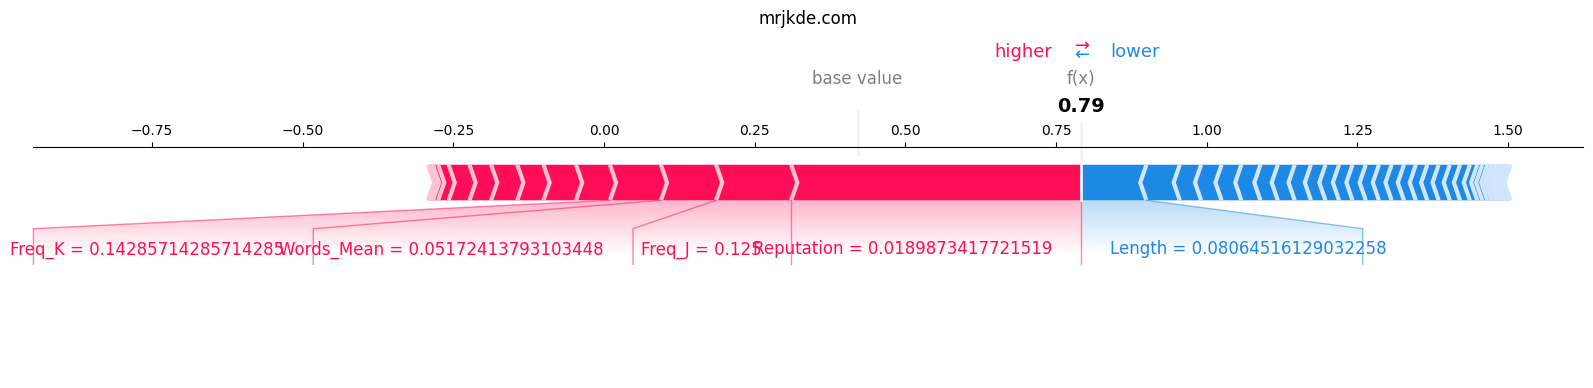 mrjkde.com
higher → ← lower
base value f(x)
0.79
−0.75 −0.50 −0.25 0.00 0.25 0.50 0.75 1.00 1.25 1.50
Freq_K = 0.14285714285714285 Words_Mean = 0.05172413793103448 Freq_J = 0.125 Reputation = 0.0189873417721519 Length = 0.08064516129032258